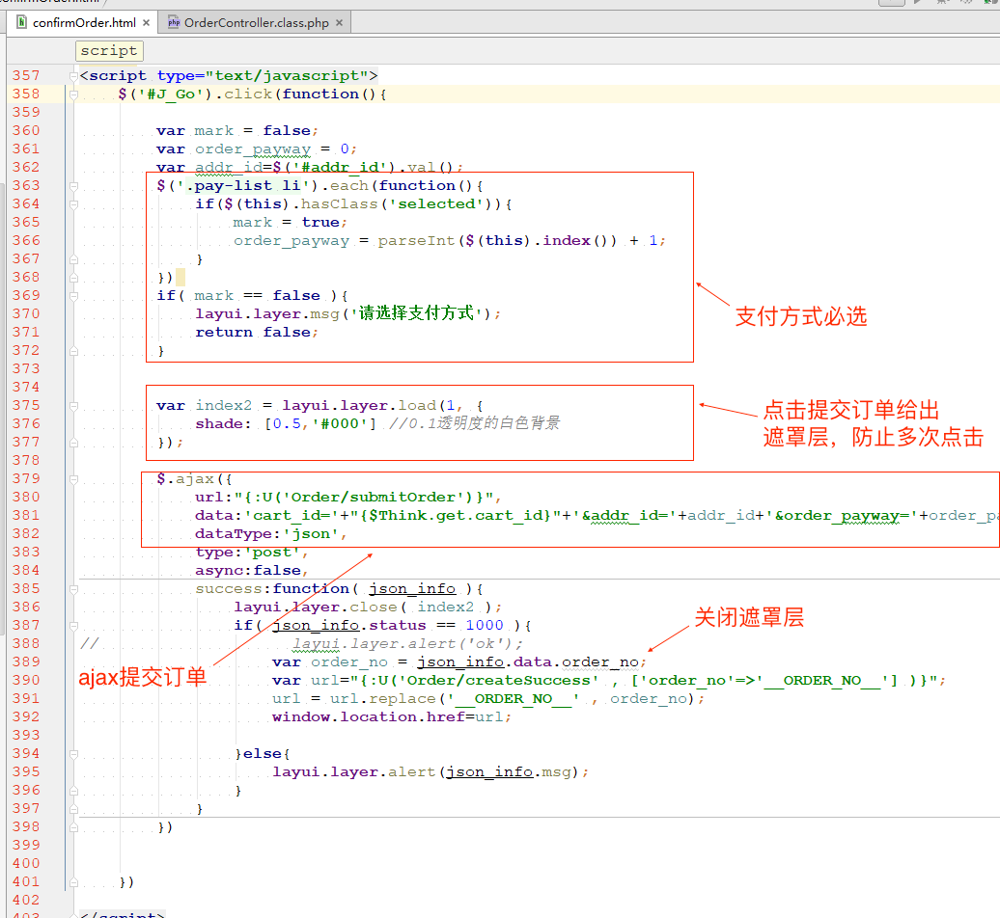 confirmOrder.html
confirmOrder.html × OrderController.class.php ×
script
357 <script type="text/javascript">
358 $('#J_Go').click(function(){
359
360 var mark = false;
361 var order_payway = 0;
362 var addr_id=$('#addr_id').val();
363 $('.pay-list li').each(function(){
364 if($(this).hasClass('selected')){
365 mark = true;
366 order_payway = parseInt($(this).index()) + 1;
367 }
368 })
369 if( mark == false ){
370 layui.layer.msg('请选择支付方式');
371 return false;
372 }
支付方式必选
373
374
375 var index2 = layui.layer.load(1, {
376 shade: [0.5,'#000'] //0.1透明度的白色背景
377 });
点击提交订单给出
遮罩层，防止多次点击
378
379 $.ajax({
380 url:"{:U('Order/submitOrder')}",
381 data:'cart_id='+"{$Think.get.cart_id}"+'&addr_id='+addr_id+'&order_payway='+order_pa
382 dataType:'json',
383 type:'post',
384 async:false,
385 success:function( json_info ){
386 layui.layer.close( index2 );
387 if( json_info.status == 1000 ){
388 // layui.layer.alert('ok');
389 var order_no = json_info.data.order_no;
390 var url="{:U('Order/createSuccess' , ['order_no'=>'__ORDER_NO__'] )}";
391 url = url.replace('__ORDER_NO__' , order_no);
392 window.location.href=url;
393
关闭遮罩层
ajax提交订单
394 }else{
395 layui.layer.alert(json_info.msg);
396 }
397 }
398 })
399
400
401 })
402
403 </script>